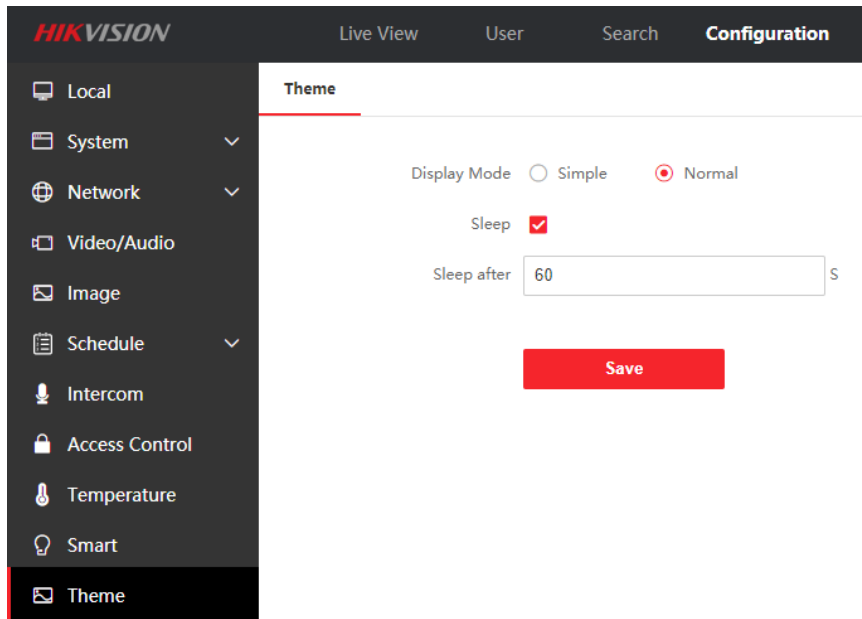 HIKVISION
Live View User Search Configuration
Local
System
Network
Video/Audio
Image
Schedule
Intercom
Access Control
Temperature
Smart
Theme
Theme
Display Mode Simple Normal
Sleep
Sleep after 60 S
Save